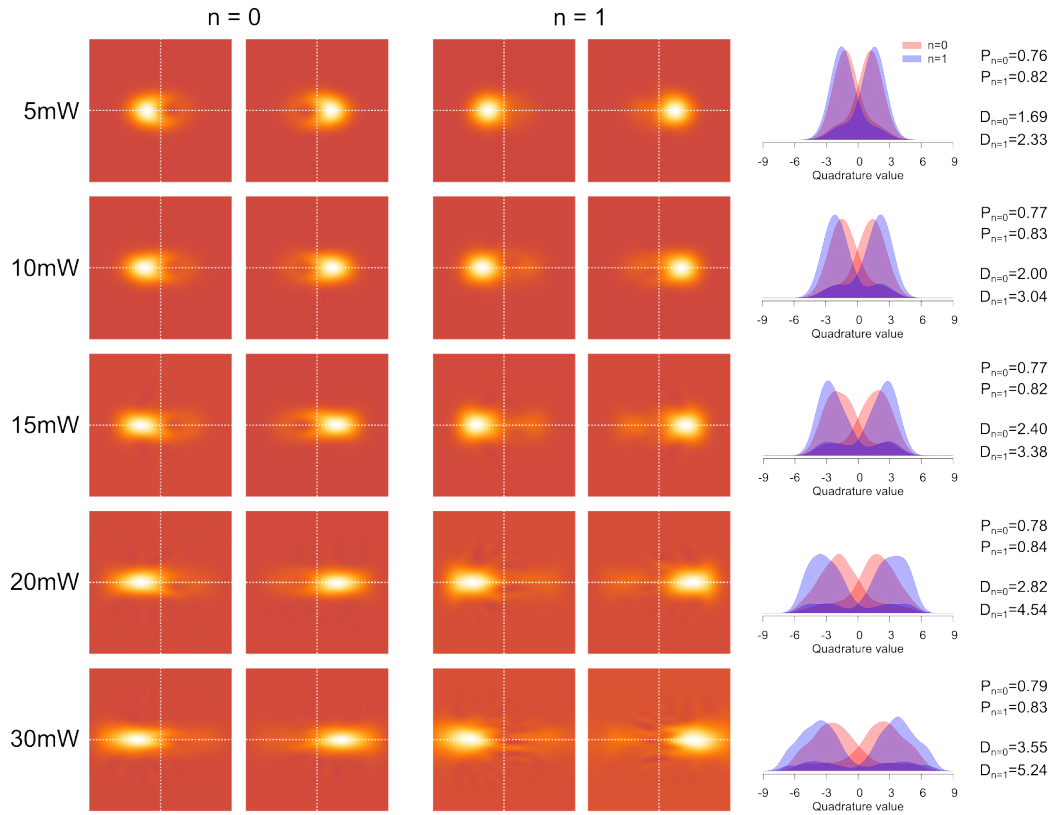 n = 0
n = 1
n=0
n=1
5mW
P_{n=0}=0.76
P_{n=1}=0.82
D_{n=0}=1.69
D_{n=1}=2.33
-9 -6 -3 0 3 6 9
Quadrature value
10mW
P_{n=0}=0.77
P_{n=1}=0.83
D_{n=0}=2.00
D_{n=1}=3.04
-9 -6 -3 0 3 6 9
Quadrature value
15mW
P_{n=0}=0.77
P_{n=1}=0.82
D_{n=0}=2.40
D_{n=1}=3.38
-9 -6 -3 0 3 6 9
Quadrature value
20mW
P_{n=0}=0.78
P_{n=1}=0.84
D_{n=0}=2.82
D_{n=1}=4.54
-9 -6 -3 0 3 6 9
Quadrature value
30mW
P_{n=0}=0.79
P_{n=1}=0.83
D_{n=0}=3.55
D_{n=1}=5.24
-9 -6 -3 0 3 6 9
Quadrature value